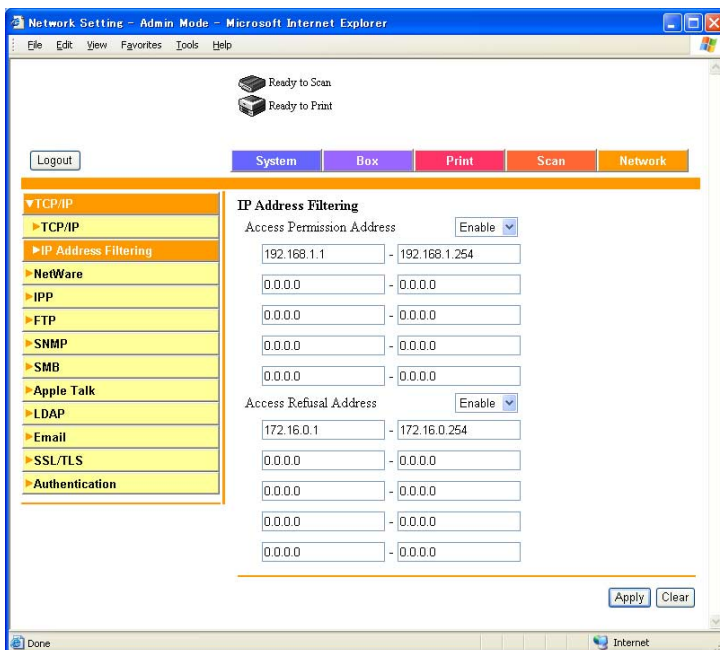 Network Setting - Admin Mode - Microsoft Internet Explorer
File Edit View Favorites Tools Help
Ready to Scan
Ready to Print
Logout
System Box Print Scan Network
TCP/IP
TCP/IP
IP Address Filtering
NetWare
IPP
FTP
SNMP
SMB
Apple Talk
LDAP
Email
SSL/TLS
Authentication
IP Address Filtering
Access Permission Address Enable
192.168.1.1 - 192.168.1.254
0.0.0.0 - 0.0.0.0
0.0.0.0 - 0.0.0.0
0.0.0.0 - 0.0.0.0
0.0.0.0 - 0.0.0.0
Access Refusal Address Enable
172.16.0.1 - 172.16.0.254
0.0.0.0 - 0.0.0.0
0.0.0.0 - 0.0.0.0
0.0.0.0 - 0.0.0.0
0.0.0.0 - 0.0.0.0
Apply Clear
Done Internet